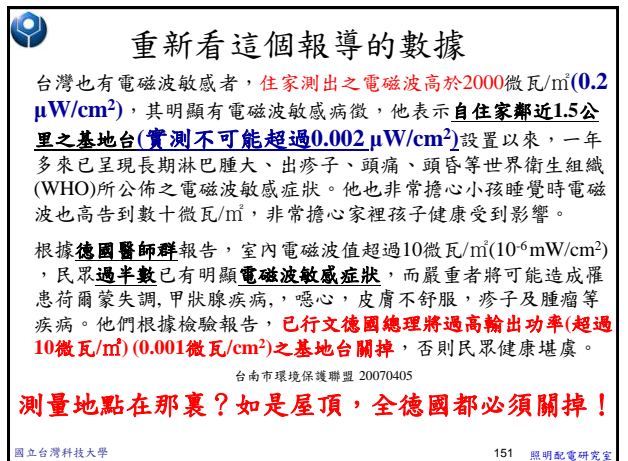 重新看這個報導的數據
台灣也有電磁波敏感者，住家測出之電磁波高於2000微瓦/㎡(0.2
μW/cm²)，其明顯有電磁波敏感病徵，他表示自住家鄰近1.5公
里之基地台(實測不可能超過0.002 μW/cm²)設置以來，一年
多來已呈現長期淋巴腫大、出疹子、頭痛、頭昏等世界衛生組織
(WHO)所公佈之電磁波敏感症狀。他也非常擔心小孩睡覺時電磁
波也高告到數十微瓦/㎡，非常擔心家裡孩子健康受到影響。
根據德國醫師群報告，室內電磁波值超過10微瓦/㎡(10⁻⁶mW/cm²)
，民眾過半數已有明顯電磁波敏感症狀，而嚴重者將可能造成罹
患荷爾蒙失調, 甲狀腺疾病,，噁心，皮膚不舒服，疹子及腫瘤等
疾病。他們根據檢驗報告，已行文德國總理將過高輸出功率(超過
10微瓦/㎡) (0.001微瓦/cm²)之基地台關掉，否則民眾健康堪虞。
台南市環境保護聯盟 20070405
測量地點在那裏？如是屋頂，全德國都必須關掉！
國立台灣科技大學
151 照明配電研究室